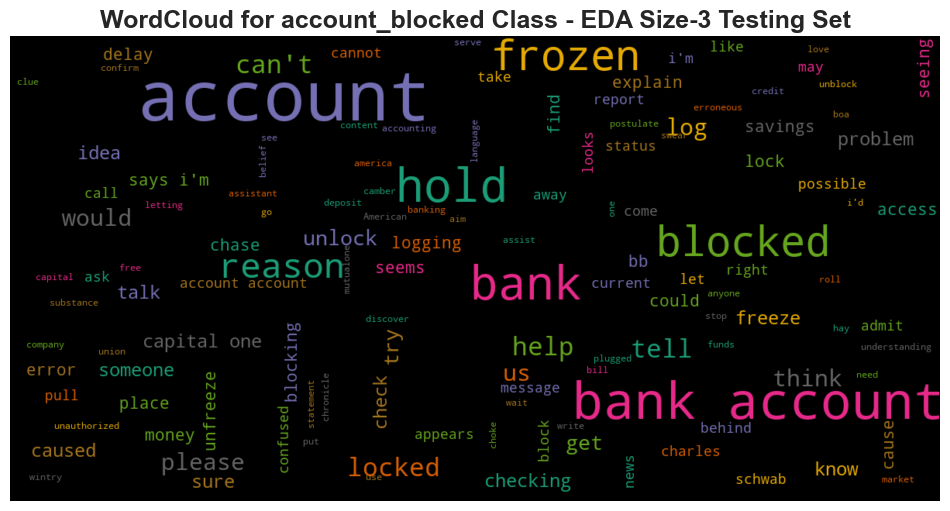 WordCloud for account_blocked Class - EDA Size-3 Testing Set
serve
delay
can't
cannot
frozen
i'm
like
love
seeing
confirm
take
explain
may
clue
account
find
report
credit
unblock
erroneous
boa
content
accounting
postulate
log
savings
problem
see
language
looks
status
swear
idea
belief
america
lock
says i'm
hold
possible
call
assistant
camber
away
i'd
letting
deposit
banking
one
come
access
would
go
American
aim
chase
unlock
logging
assist
blocked
reason
seems
bb
right
capital
free
ask
account account
mutualone
bank
current
let
roll
talk
could
anyone
substance
discover
stop
freeze
hay
admit
capital one
try
help
tell
funds
understanding
company
union
plugged
error
someone
blocking
us
bill
think
need
pull
unfreeze
statement
chronicle
check
message
wait
bank account
place
unauthorized
money
confused
put
appears
choke
block
write
get
behind
cause
caused
please
locked
news
charles
know
wintry
sure
use
checking
schwab
market